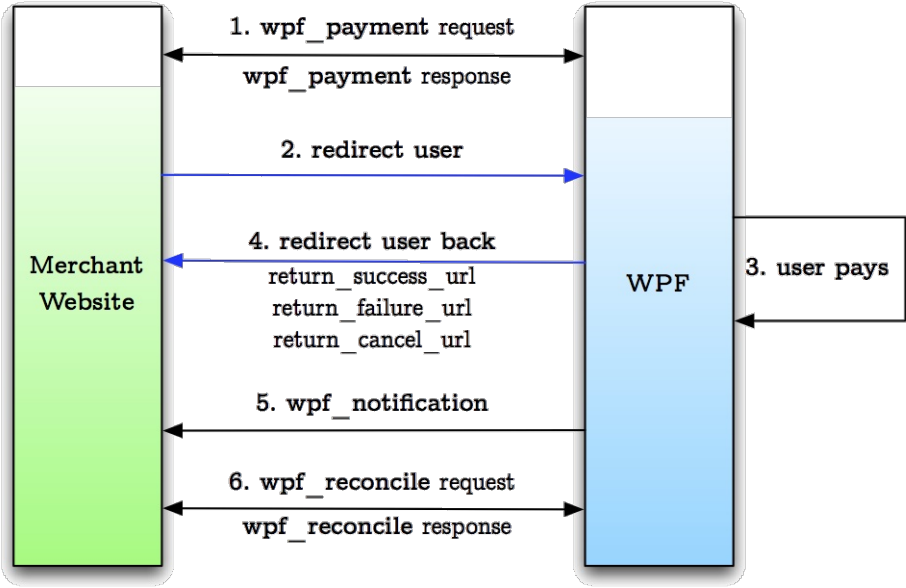 1. wpf_payment request
wpf_payment response
2. redirect user
4. redirect user back
return_success_url
return_failure_url
return_cancel_url
Merchant
Website
WPF
3. user pays
5. wpf_notification
6. wpf_reconcile request
wpf_reconcile response